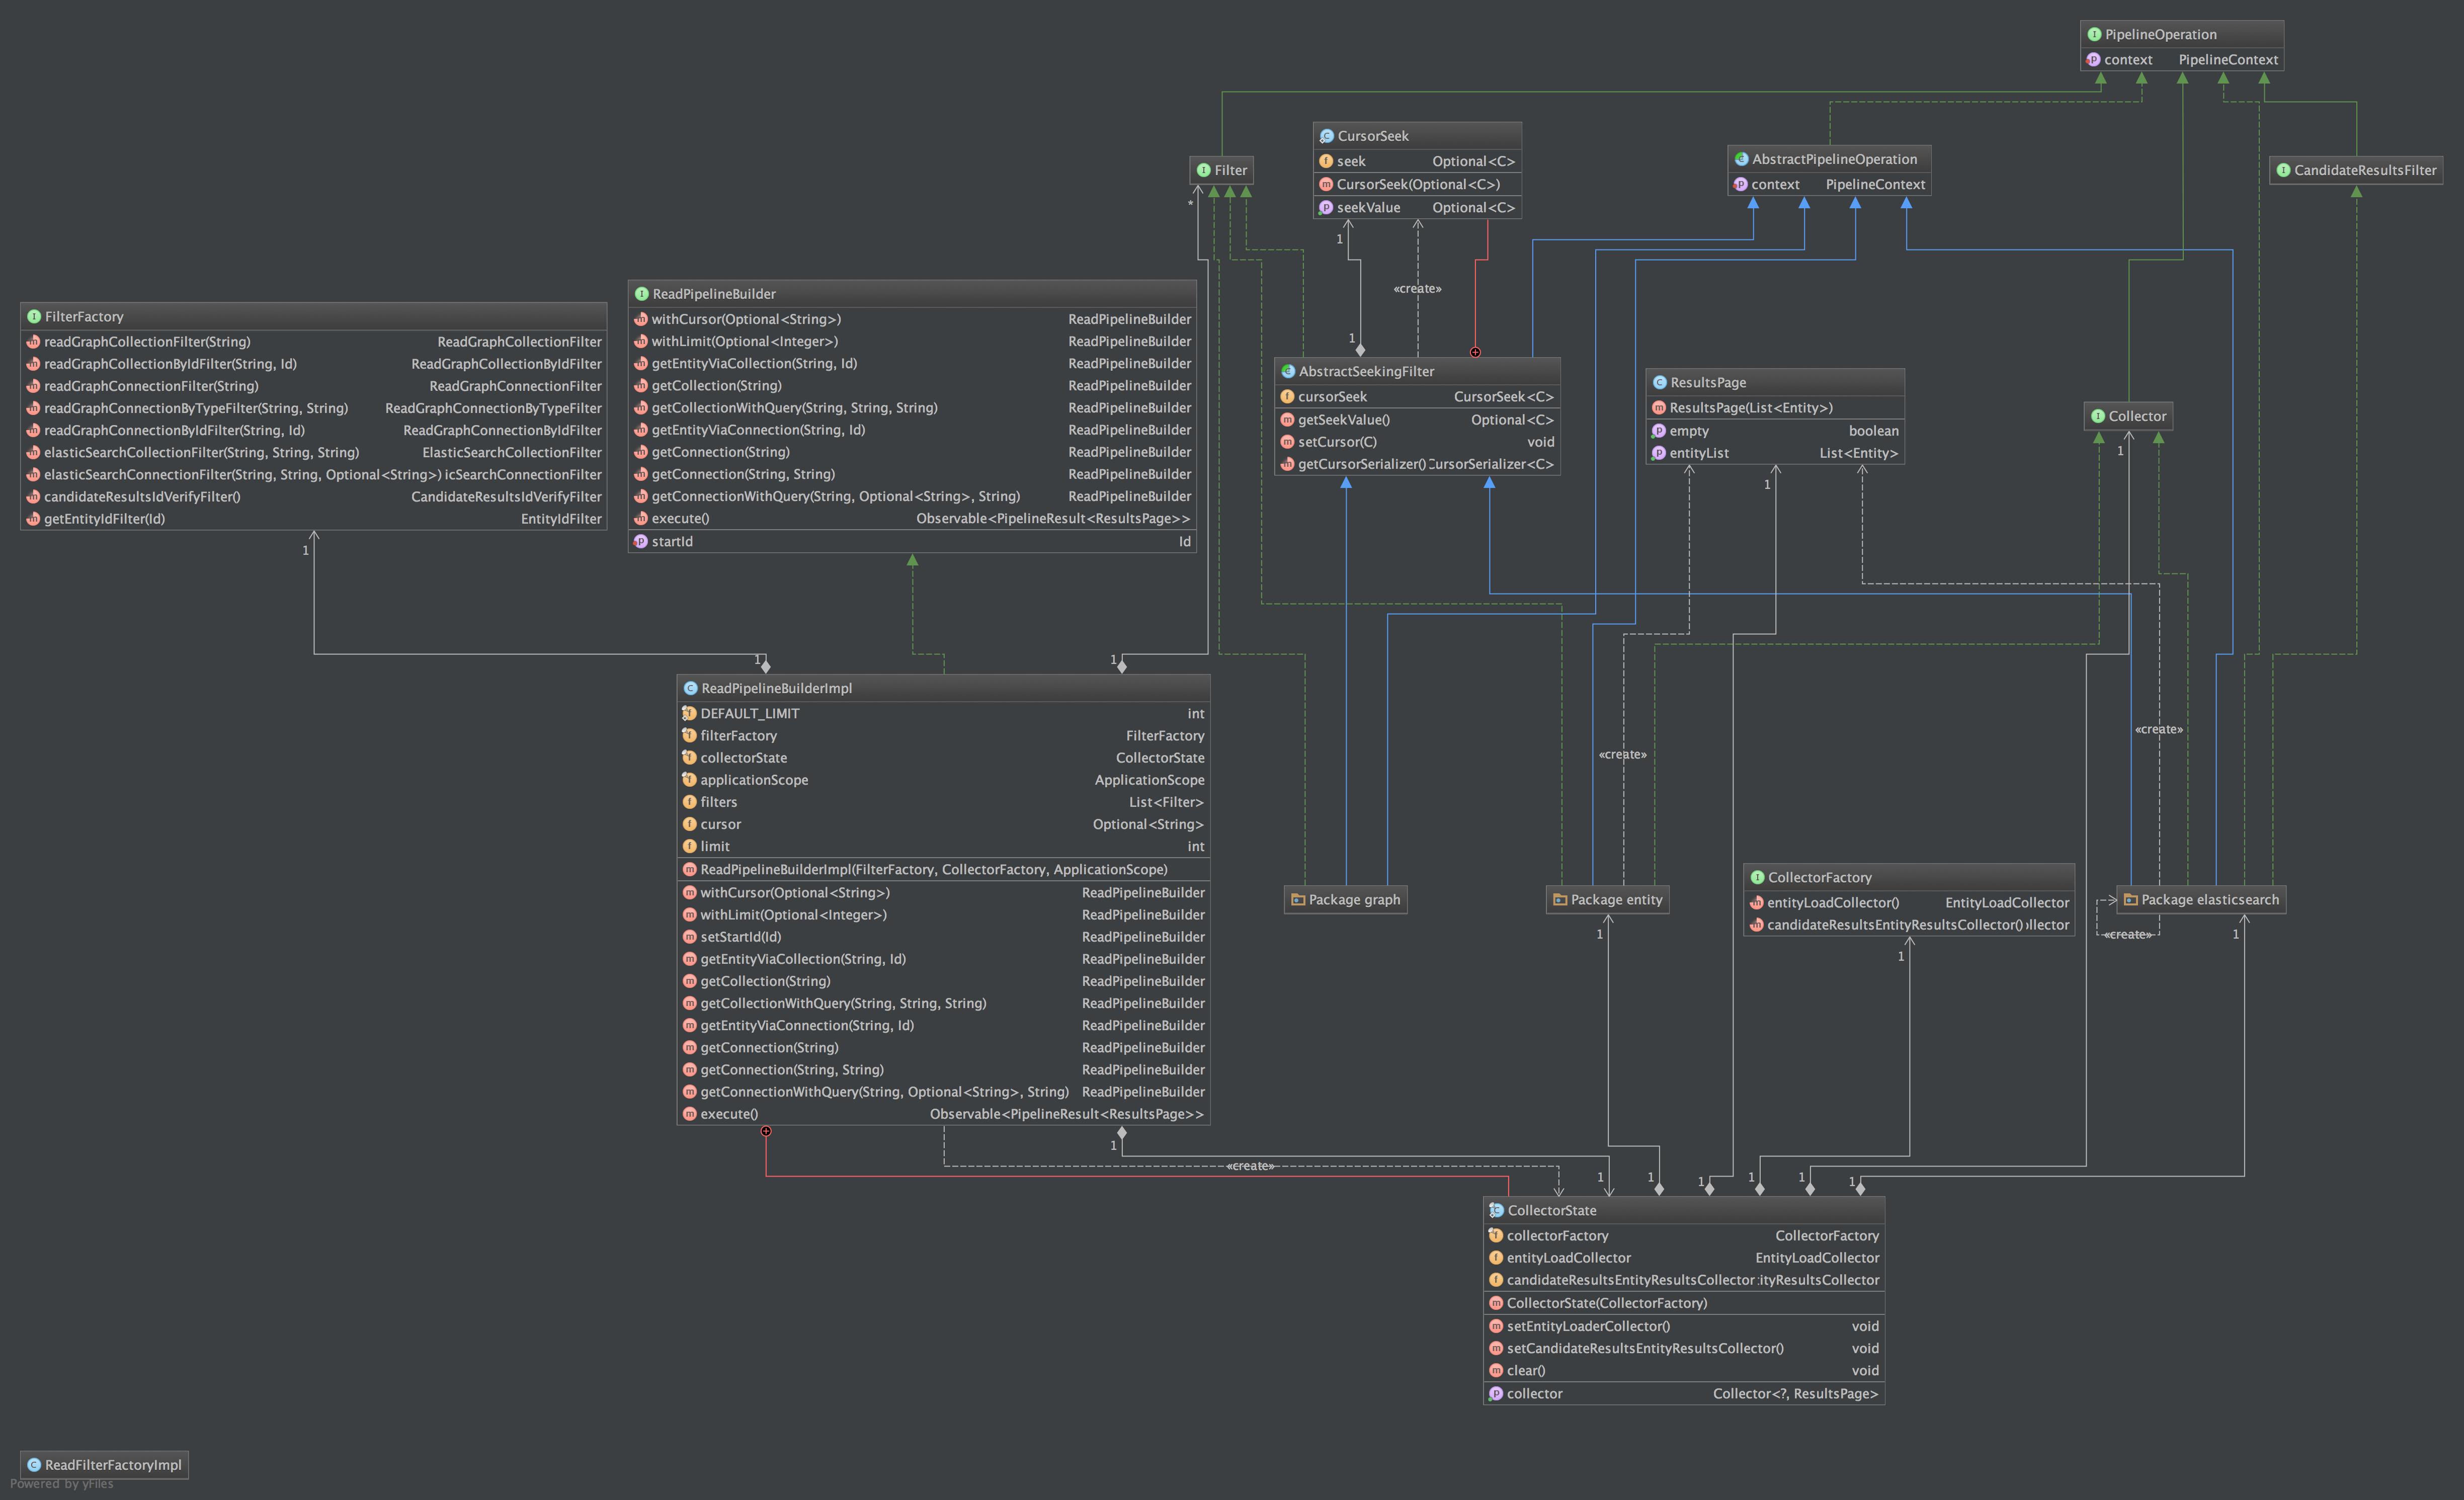 PipelineOperation
context PipelineContext
CursorSeek
seek Optional<C>
CursorSeek(Optional<C>)
seekValue Optional<C>
Filter
*
AbstractPipelineOperation
context PipelineContext
CandidateResultsFilter
1
«create»
1
FilterFactory
readGraphCollectionFilter(String) ReadGraphCollectionFilter
readGraphCollectionByIdFilter(String, Id) ReadGraphCollectionByIdFilter
readGraphConnectionFilter(String) ReadGraphConnectionFilter
readGraphConnectionByTypeFilter(String, String) ReadGraphConnectionByTypeFilter
readGraphConnectionByIdFilter(String, Id) ReadGraphConnectionByIdFilter
elasticSearchCollectionFilter(String, String, String) ElasticSearchCollectionFilter
elasticSearchConnectionFilter(String, String, Optional<String>) icSearchConnectionFilter
candidateResultsIdVerifyFilter() CandidateResultsIdVerifyFilter
getEntityIdFilter(Id) EntityIdFilter
1
ReadPipelineBuilder
withCursor(Optional<String>) ReadPipelineBuilder
withLimit(Optional<Integer>) ReadPipelineBuilder
getEntityViaCollection(String, Id) ReadPipelineBuilder
getCollection(String) ReadPipelineBuilder
getCollectionWithQuery(String, String, String) ReadPipelineBuilder
getEntityViaConnection(String, Id) ReadPipelineBuilder
getConnection(String) ReadPipelineBuilder
getConnection(String, String) ReadPipelineBuilder
getConnectionWithQuery(String, Optional<String>, String) ReadPipelineBuilder
execute() Observable<PipelineResult<ResultsPage>>
startId Id
AbstractSeekingFilter
cursorSeek CursorSeek<C>
getSeekValue() Optional<C>
setCursor(C) void
getCursorSerializer() CursorSerializer<C>
ResultsPage
ResultsPage(List<Entity>)
empty boolean
entityList List<Entity>
1
Collector
1
1
1
ReadPipelineBuilderImpl
DEFAULT_LIMIT int
filterFactory FilterFactory
collectorState CollectorState
applicationScope ApplicationScope
filters List<Filter>
cursor Optional<String>
limit int
ReadPipelineBuilderImpl(FilterFactory, CollectorFactory, ApplicationScope)
withCursor(Optional<String>) ReadPipelineBuilder
withLimit(Optional<Integer>) ReadPipelineBuilder
setStartId(Id) ReadPipelineBuilder
getEntityViaCollection(String, Id) ReadPipelineBuilder
getCollection(String) ReadPipelineBuilder
getCollectionWithQuery(String, String, String) ReadPipelineBuilder
getEntityViaConnection(String, Id) ReadPipelineBuilder
getConnection(String) ReadPipelineBuilder
getConnection(String, String) ReadPipelineBuilder
getConnectionWithQuery(String, Optional<String>, String) ReadPipelineBuilder
execute() Observable<PipelineResult<ResultsPage>>
«create»
«create»
Package graph
Package entity
1
CollectorFactory
entityLoadCollector() EntityLoadCollector
candidateResultsEntityResultsCollector() llector
1
Package elasticsearch
«create»
1
1
«create»
1
1
1
1
1
1
CollectorState
collectorFactory CollectorFactory
entityLoadCollector EntityLoadCollector
candidateResultsEntityResultsCollector ityResultsCollector
CollectorState(CollectorFactory)
setEntityLoaderCollector() void
setCandidateResultsEntityResultsCollector() void
clear() void
collector Collector<?, ResultsPage>
ReadFilterFactoryImpl
Powered by yFiles